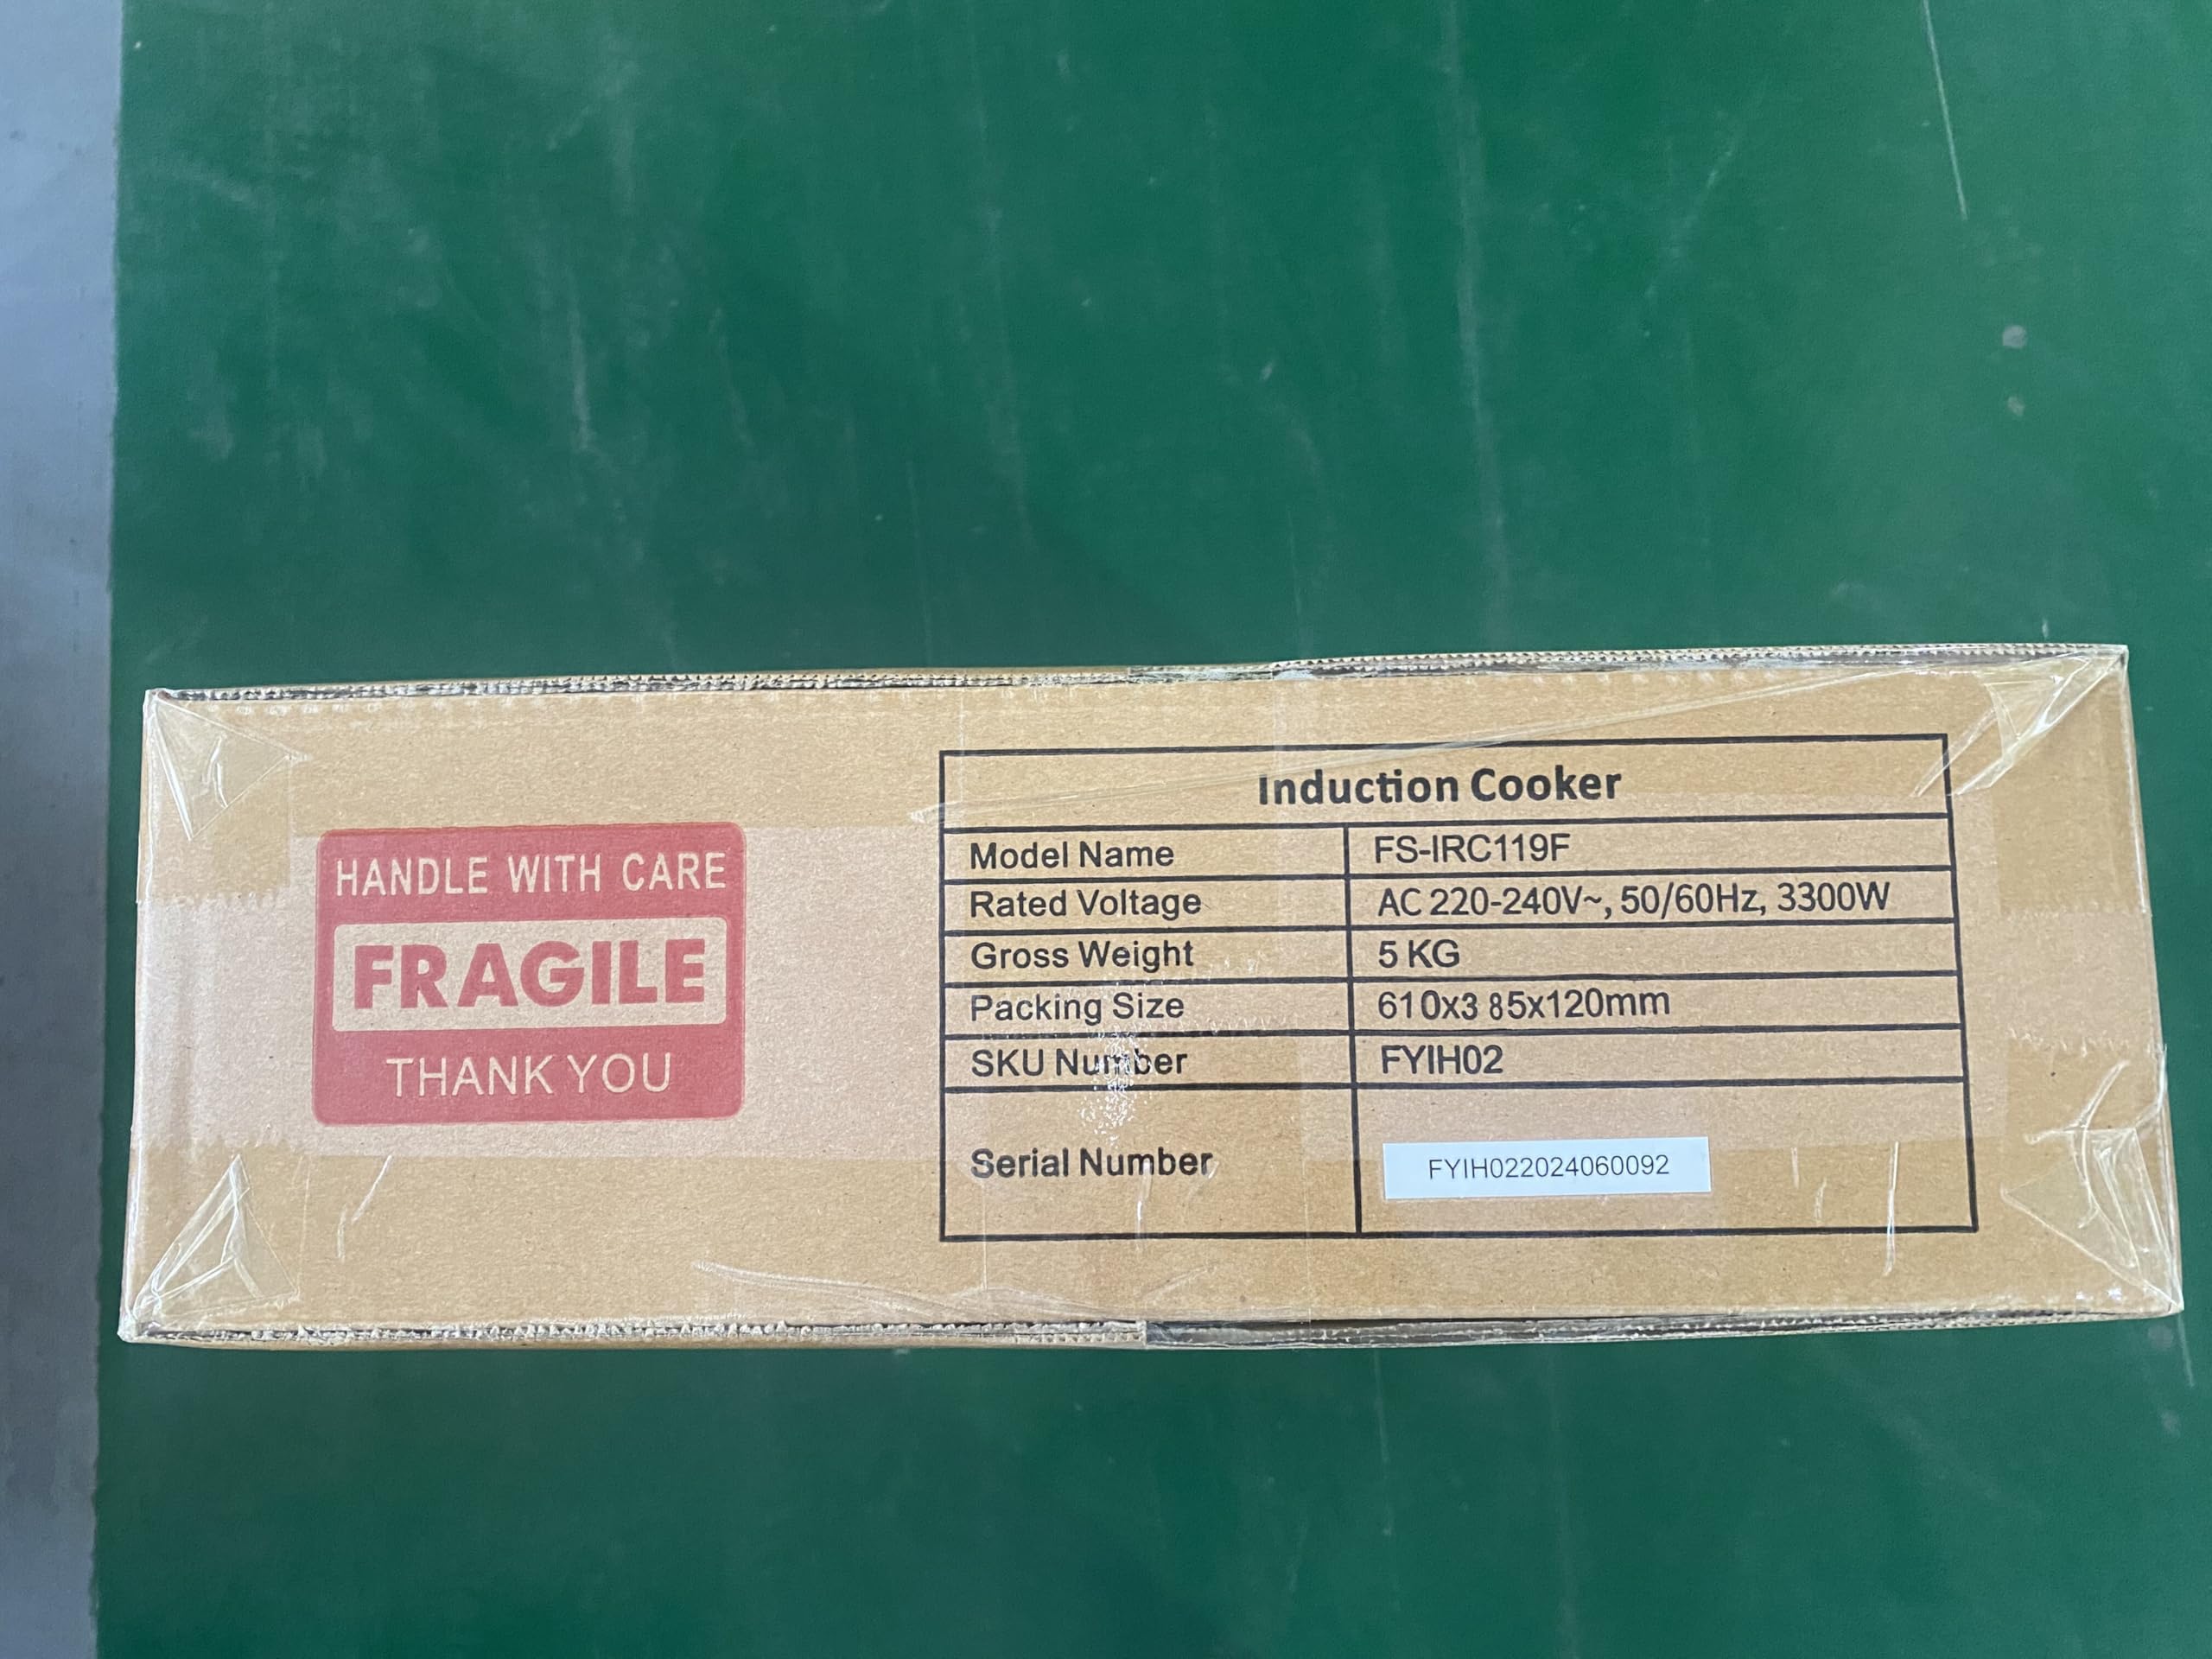 HANDLE WITH CARE
FRAGILE
THANK YOU
Induction Cooker
Model Name FS-IRC119F
Rated Voltage AC 220-240V~, 50/60Hz, 3300W
Gross Weight 5 KG
Packing Size 610x3 85x120mm
SKU Number FYIH02
Serial Number FYIH022024060092